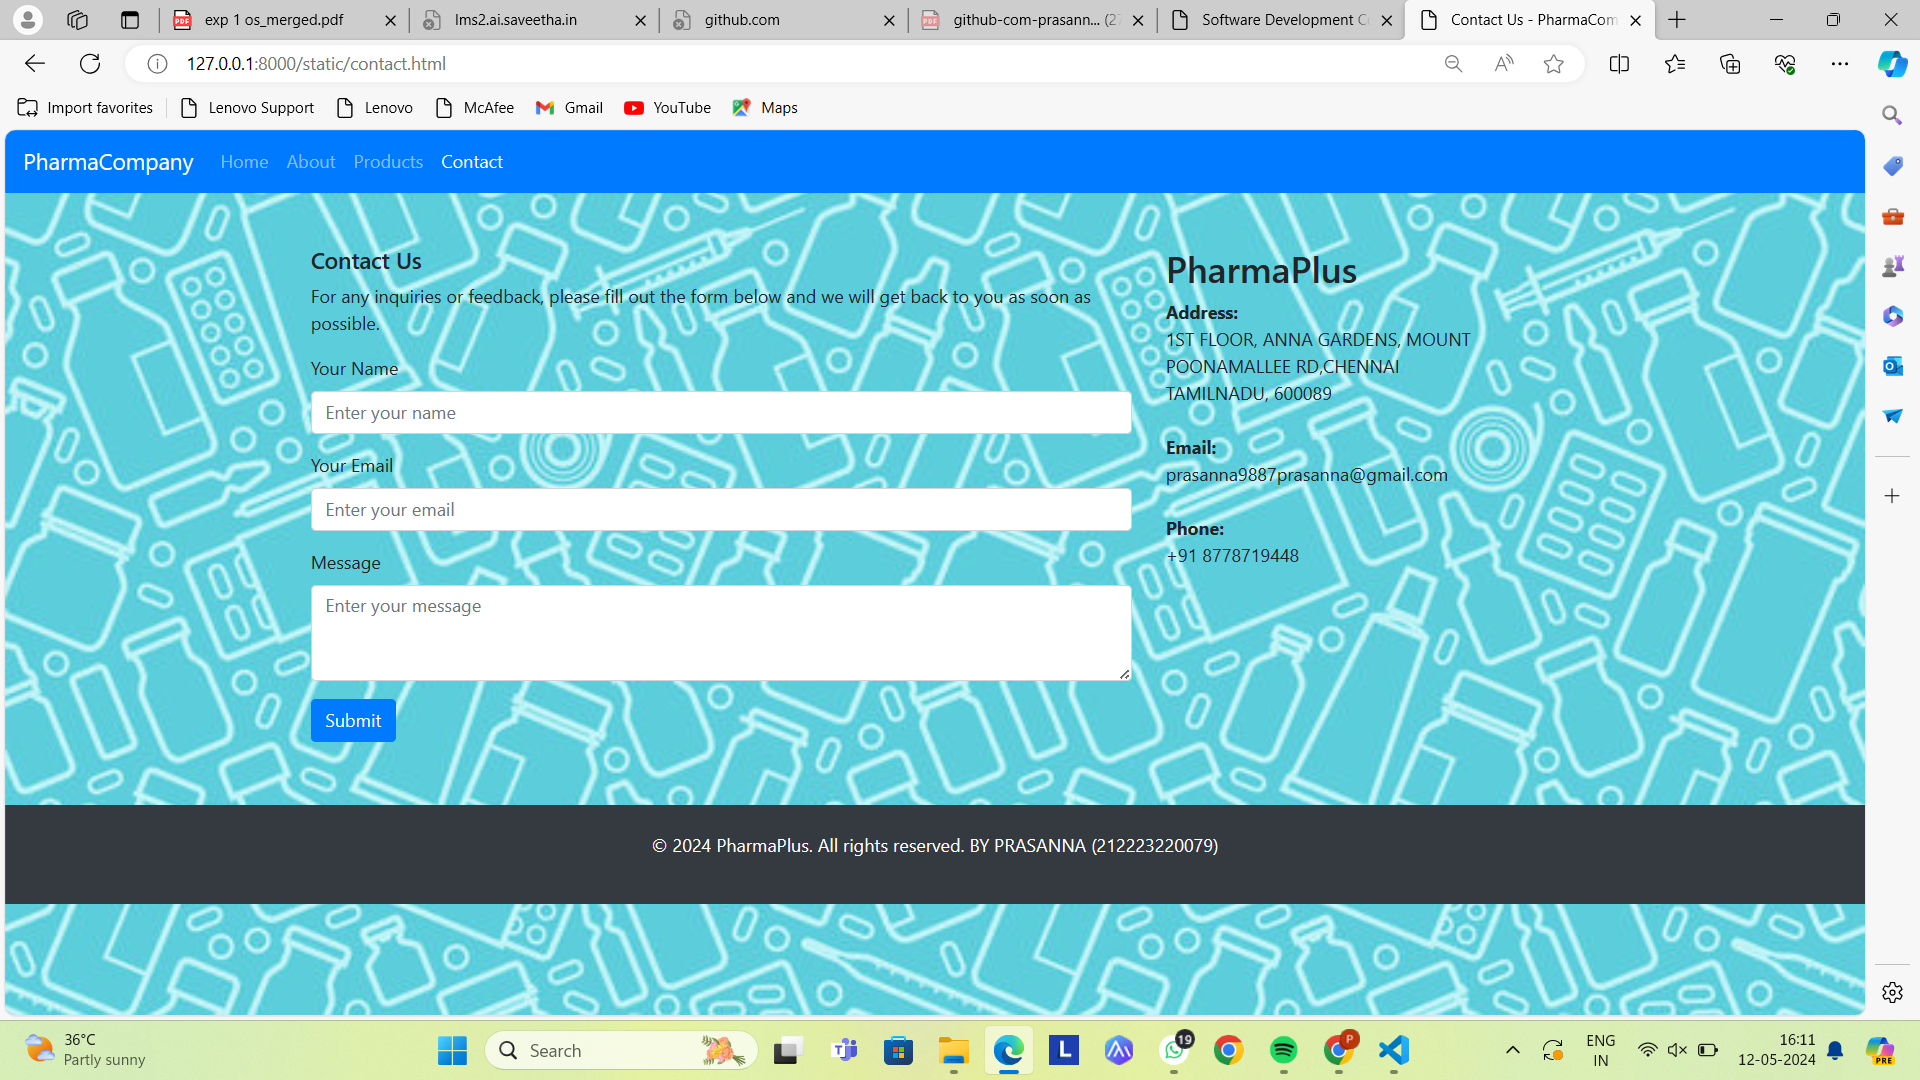 exp 1 os_merged.pdf
lms2.ai.saveetha.in
github.com
github-com-prasann... (27
Software Development C
Contact Us - PharmaCom
127.0.0.1:8000/static/contact.html
Import favorites
Lenovo Support
Lenovo
McAfee
Gmail
YouTube
Maps
PharmaCompany
Home
About
Products
Contact
Contact Us
For any inquiries or feedback, please fill out the form below and we will get back to you as soon as
possible.
Your Name
Enter your name
Your Email
Enter your email
Message
Enter your message
Submit
PharmaPlus
Address:
1ST FLOOR, ANNA GARDENS, MOUNT
POONAMALLEE RD,CHENNAI
TAMILNADU, 600089
Email:
prasanna9887prasanna@gmail.com
Phone:
+91 8778719448
© 2024 PharmaPlus. All rights reserved. BY PRASANNA (212223220079)
36°C
Partly sunny
Search
19
P
ENG
IN
16:11
12-05-2024
PRE